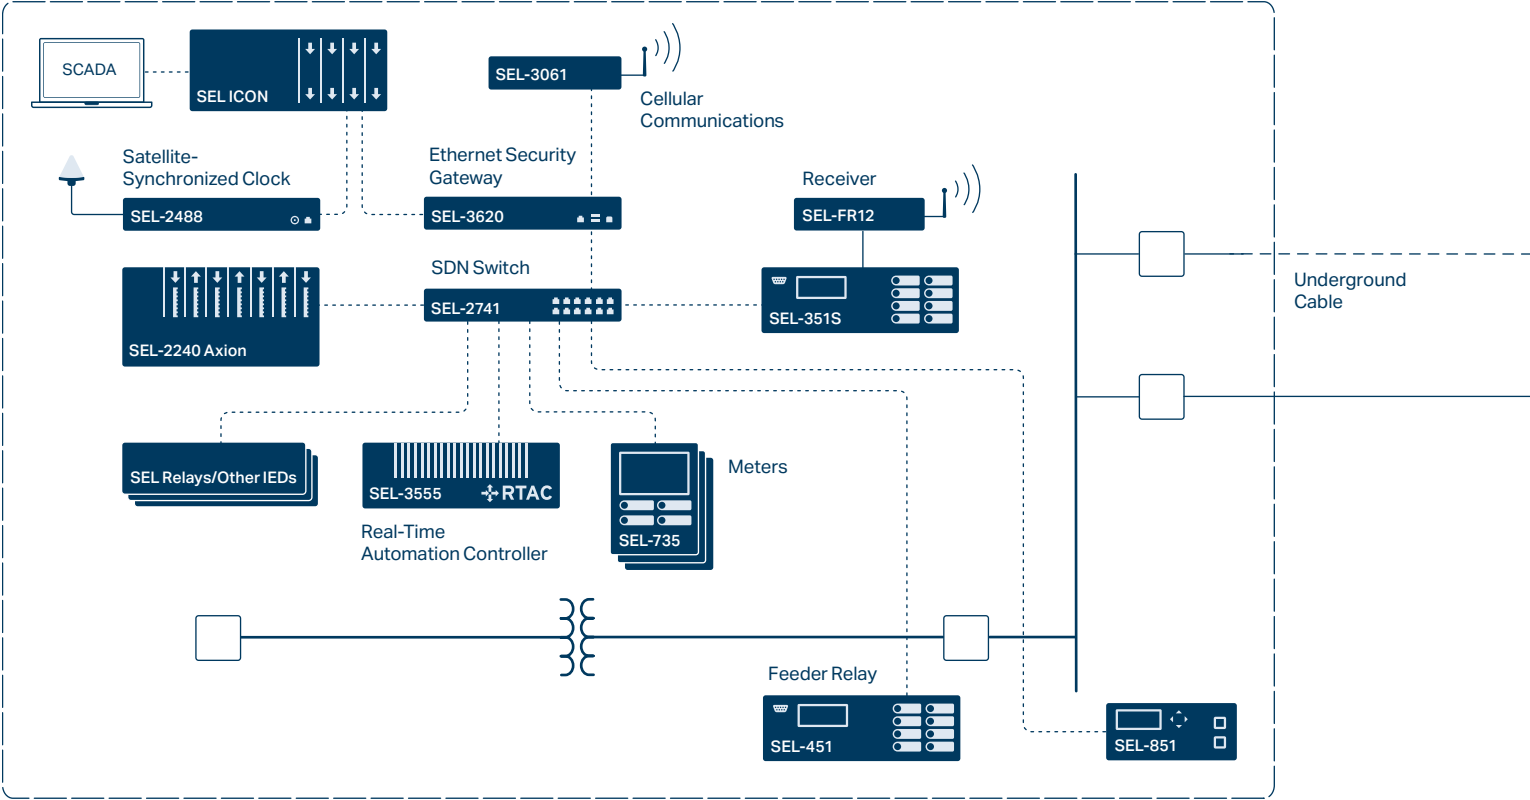 SCADA
SEL ICON
SEL-3061
Cellular
Communications
Satellite-
Synchronized Clock
SEL-2488
Ethernet Security
Gateway
SEL-3620
Receiver
SEL-FR12
SDN Switch
SEL-2741
SEL-2240 Axion
SEL-351S
Underground
Cable
SEL Relays/Other IEDs
SEL-3555
RTAC
Real-Time
Automation Controller
Meters
SEL-735
Feeder Relay
SEL-451
SEL-851